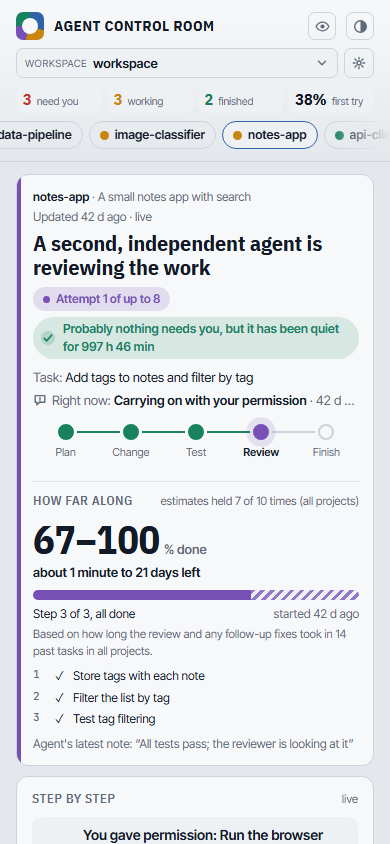 AGENT CONTROL ROOM
WORKSPACE workspace
3 need you
3 working
2 finished
38% first try
data-pipeline
image-classifier
notes-app
notes-app · A small notes app with search
Updated 42 d ago · live
A second, independent agent is
reviewing the work
Attempt 1 of up to 8
Probably nothing needs you, but it has been quiet
for 997 h 46 min
Task: Add tags to notes and filter by tag
Right now: Carrying on with your permission · 42 d ...
Plan
Change
Test
Review
Finish
HOW FAR ALONG
estimates held 7 of 10 times (all projects)
67–100 % done
about 1 minute to 21 days left
Step 3 of 3, all done
started 42 d ago
Based on how long the review and any follow-up fixes took in 14
past tasks in all projects.
1 ✓ Store tags with each note
2 ✓ Filter the list by tag
3 ✓ Test tag filtering
Agent's latest note: “All tests pass; the reviewer is looking at it”
STEP BY STEP
live
You gave permission: Run the browser